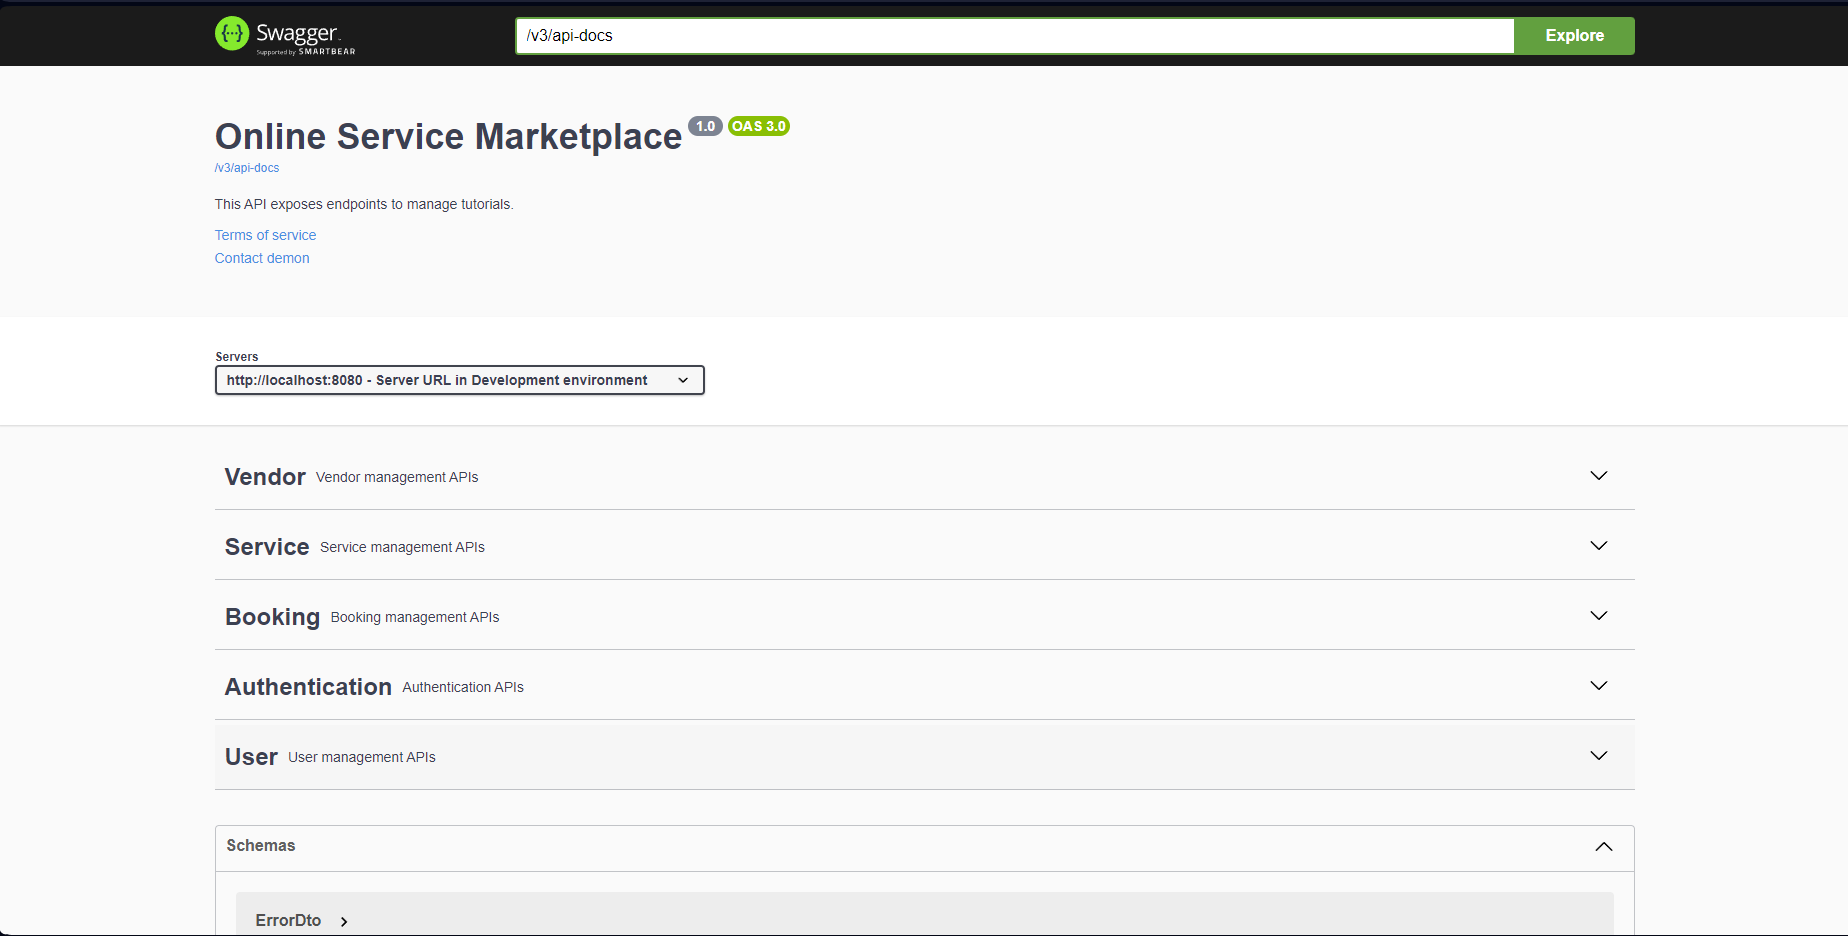 Swagger
Supported by SMARTBEAR
/v3/api-docs
Explore
Online Service Marketplace 1.0 OAS 3.0
/v3/api-docs
This API exposes endpoints to manage tutorials.
Terms of service
Contact demon
Servers
http://localhost:8080 - Server URL in Development environment
Vendor Vendor management APIs
Service Service management APIs
Booking Booking management APIs
Authentication Authentication APIs
User User management APIs
Schemas
ErrorDto